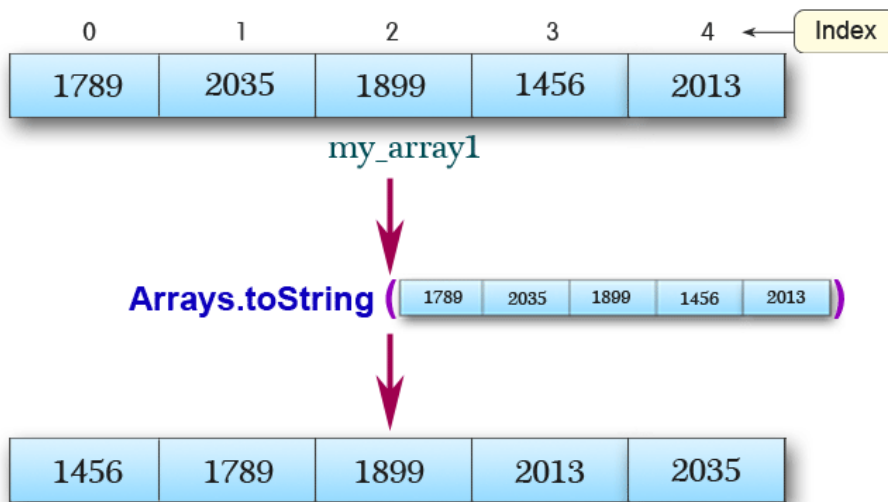 0 1 2 3 4 Index
1789 2035 1899 1456 2013
my_array1
Arrays.toString ( 1789 2035 1899 1456 2013 )
1456 1789 1899 2013 2035